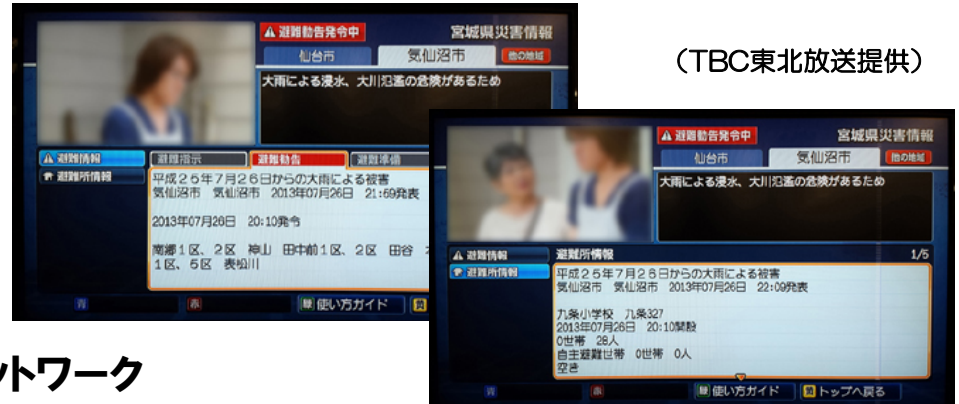 （TBC東北放送提供）
避難勧告発令中
宮城県災害情報
仙台市
気仙沼市
他の地域
大雨による浸水、大川氾濫の危険があるため
避難情報
避難所情報
避難指示
避難勧告
避難準備
平成25年7月26日からの大雨による被害
気仙沼市 気仙沼市 2013年07月26日 21:69発表
2013年07月26日 20:10発令
南郷1区、2区 神山 田中前1区、2区 田谷
1区、5区 表松川
青
赤
緑 使い方ガイド
黄
避難勧告発令中
宮城県災害情報
仙台市
気仙沼市
他の地域
大雨による浸水、大川氾濫の危険があるため
避難情報
避難所情報
避難所情報 1/5
平成25年7月26日からの大雨による被害
気仙沼市 気仙沼市 2013年07月26日 22:09発表
九条小学校 九条327
2013年07月26日 20:10開設
0世帯 28人
自主避難世帯 0世帯 0人
空き
青
赤
緑 使い方ガイド
黄 トップへ戻る
ットワーク